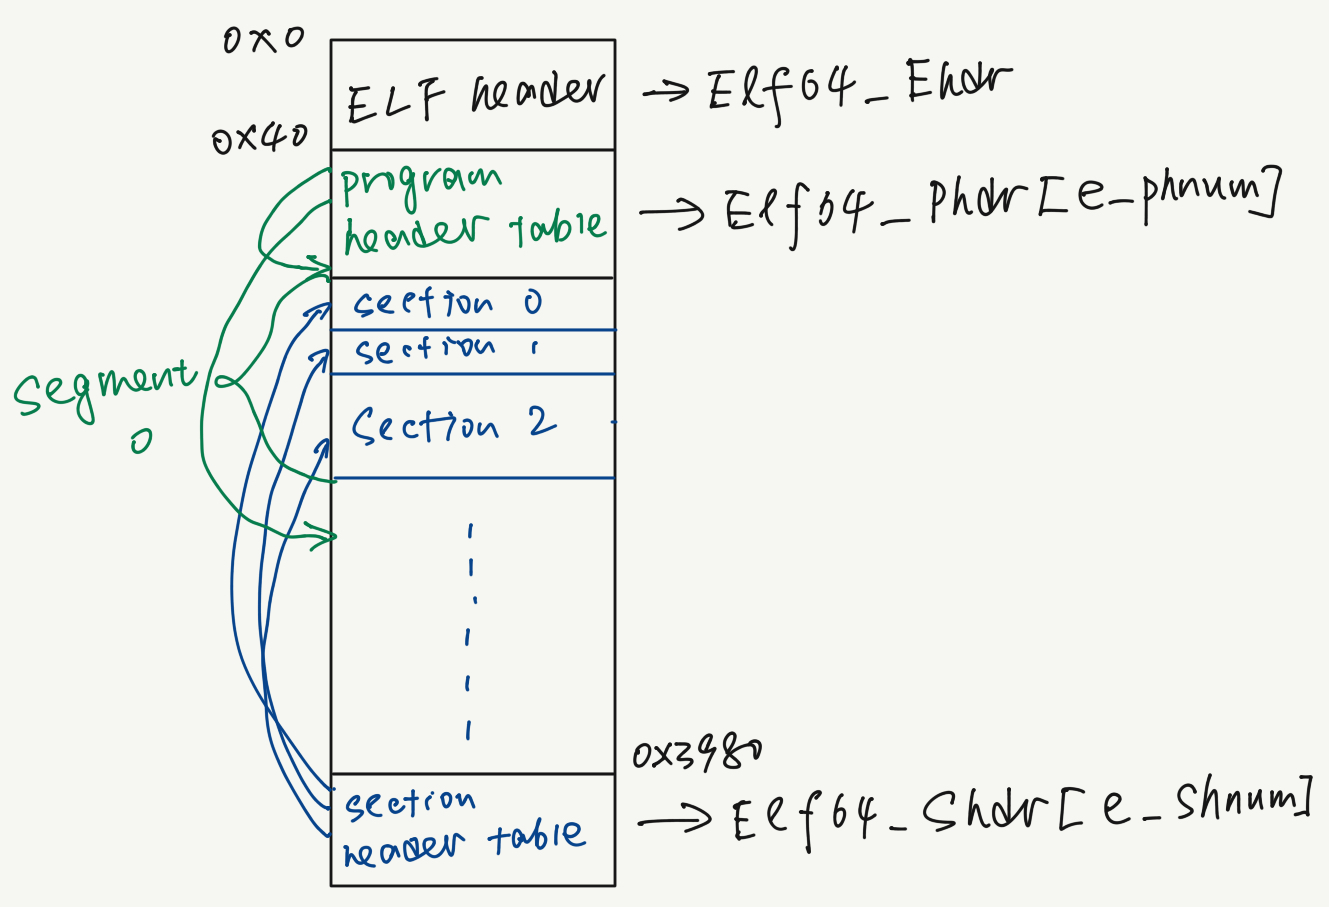 0x0
ELF header
→ Elf64_Ehdr
0x40
program
header table
→ Elf64_Phdr[e_phnum]
section 0
section 1
segment
0
section 2
0x3980
section
header table
→ Elf64_Shdr[e_shnum]